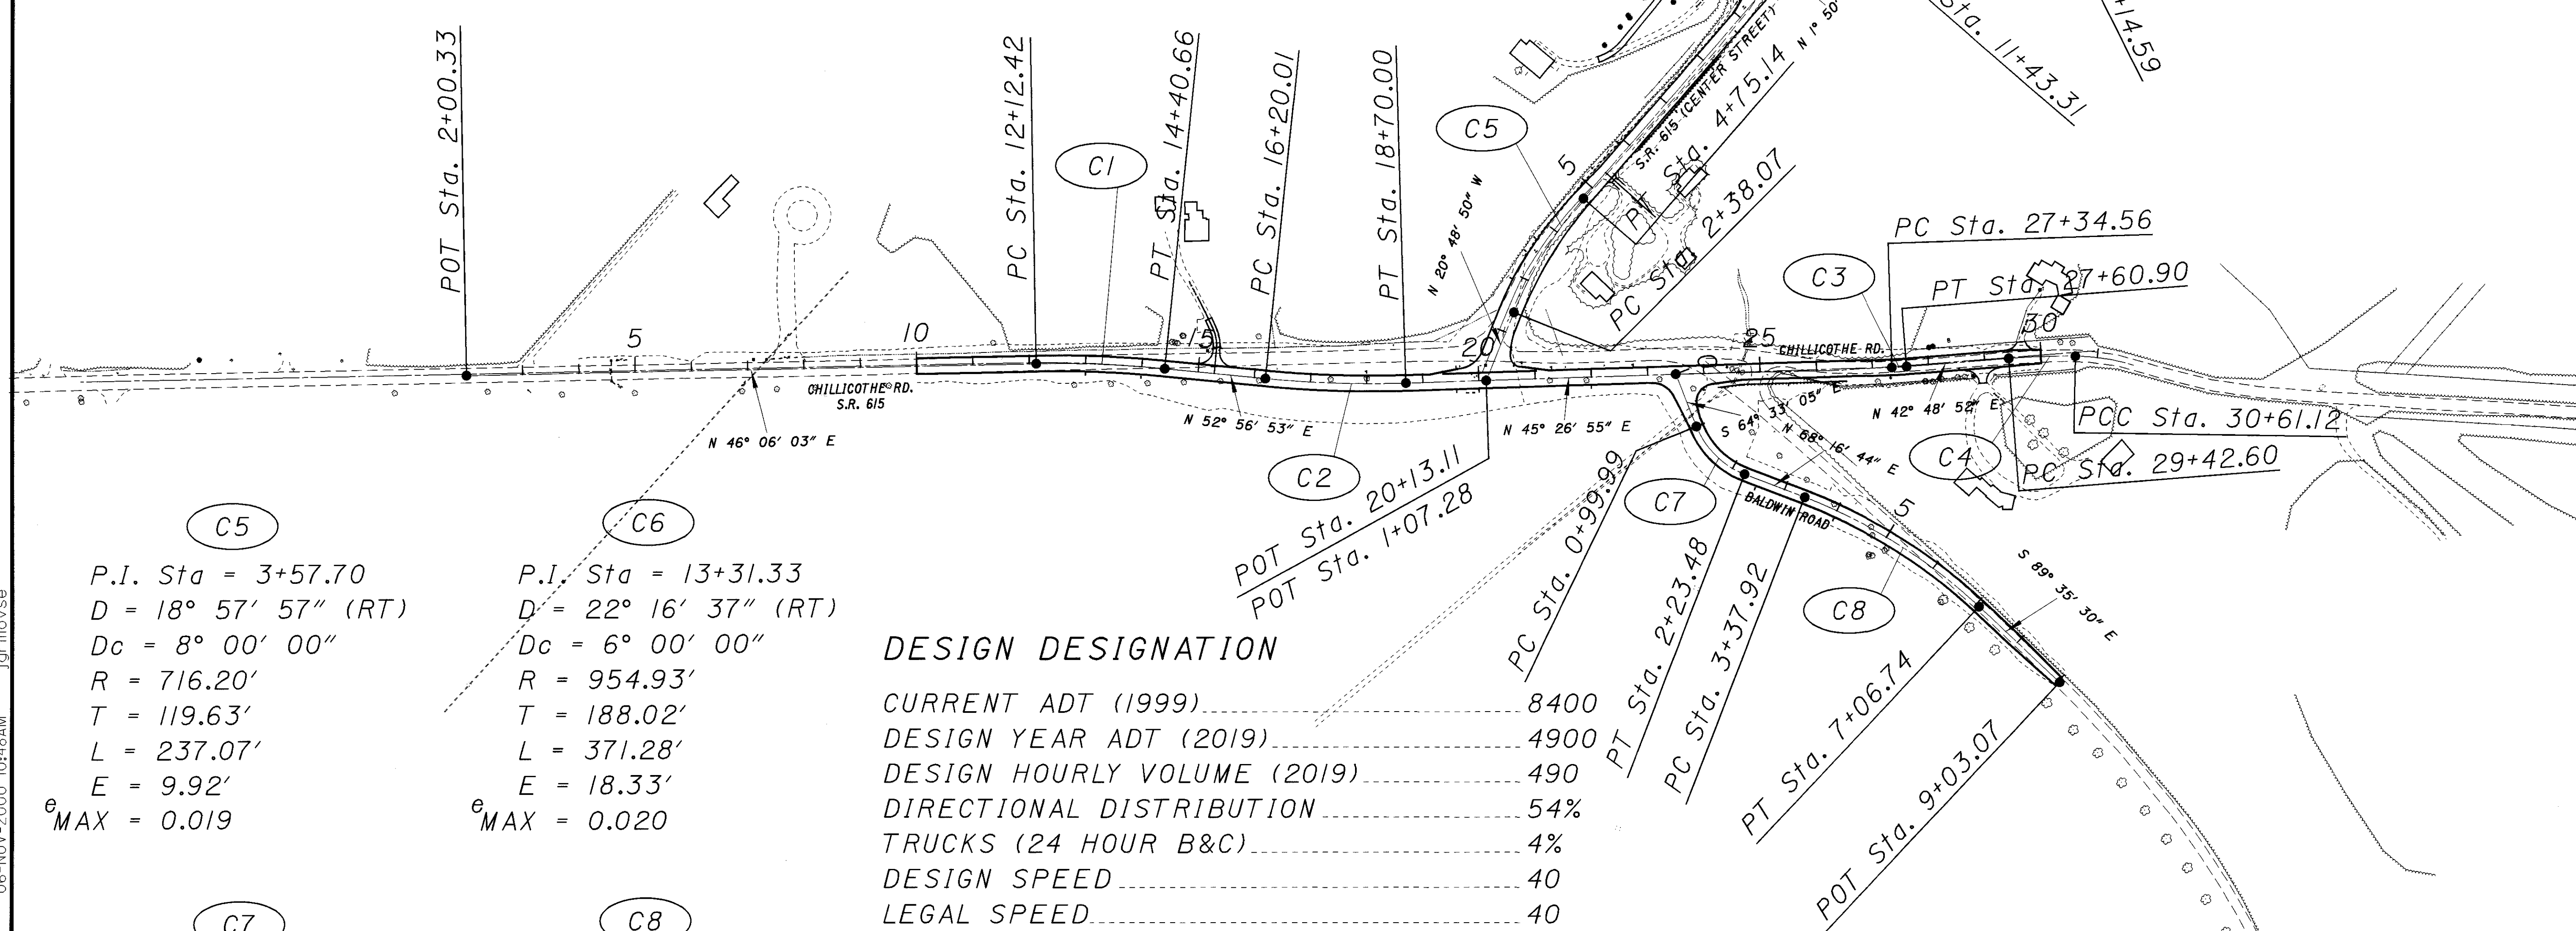 POT Sta. 2+00.33
PC Sta. 12+12.42
PT Sta. 14+40.66
PC Sta. 16+20.01
PT Sta. 18+70.00
C1
C5
5
S.R. 615 (CENTER STREET)
N 1° 50'
PT Sta. 4+75.14
PC Sta. 2+38.07
N 20° 48' 50" W
Sta. 11+43.31
+14.59
PC Sta. 27+34.56
C3
PT Sta. 27+60.90
5
10
15
20
25
30
CHILLICOTHE RD.
S.R. 615
CHILLICOTHE RD.
N 46° 06' 03" E
N 52° 56' 53" E
N 45° 26' 55" E
S 64° 33' 05" E
N 42° 48' 52" E
N 68° 16' 44" E
C2
C4
PCC Sta. 30+61.12
PC Sta. 29+42.60
POT Sta. 20+13.11
POT Sta. 1+07.28
PC Sta. 0+99.99
C7
BALDWIN ROAD
5
C8
S 89° 35' 30" E
PT Sta. 2+23.48
PC Sta. 3+37.92
PT Sta. 7+06.74
POT Sta. 9+03.07
C5
P.I. Sta = 3+57.70
D = 18° 57' 57" (RT)
Dc = 8° 00' 00"
R = 716.20'
T = 119.63'
L = 237.07'
E = 9.92'
eMAX = 0.019
C6
P.I. Sta = 13+31.33
D = 22° 16' 37" (RT)
Dc = 6° 00' 00"
R = 954.93'
T = 188.02'
L = 371.28'
E = 18.33'
eMAX = 0.020
DESIGN DESIGNATION
CURRENT ADT (1999) 8400
DESIGN YEAR ADT (2019) 4900
DESIGN HOURLY VOLUME (2019) 490
DIRECTIONAL DISTRIBUTION 54%
TRUCKS (24 HOUR B&C) 4%
DESIGN SPEED 40
LEGAL SPEED 40
C7
C8
06-NOV-2000 10:48AM